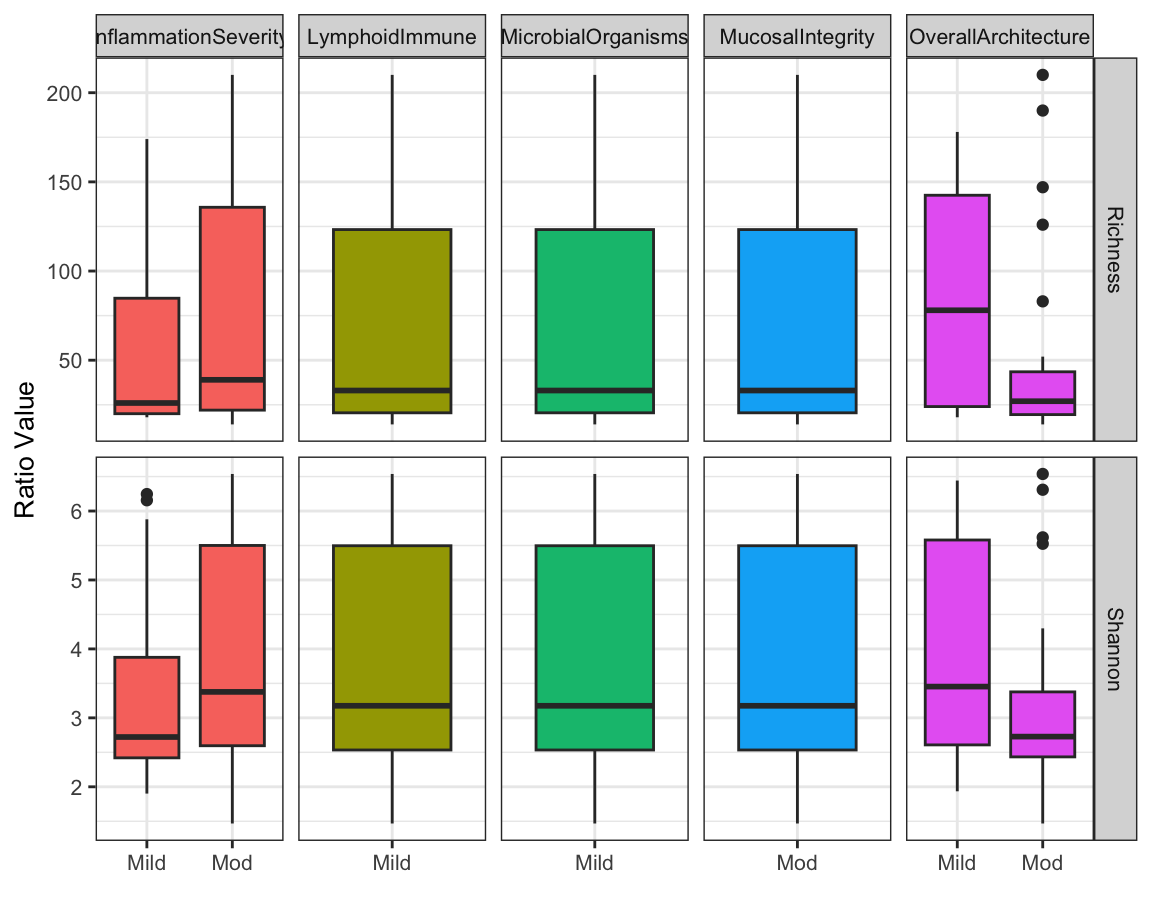 nflammationSeverity
LymphoidImmune
MicrobialOrganisms
MucosalIntegrity
OverallArchitecture
200
150
100
50
Richness
Ratio Value
6
5
4
3
2
Shannon
Mild
Mod
Mild
Mild
Mod
Mild
Mod